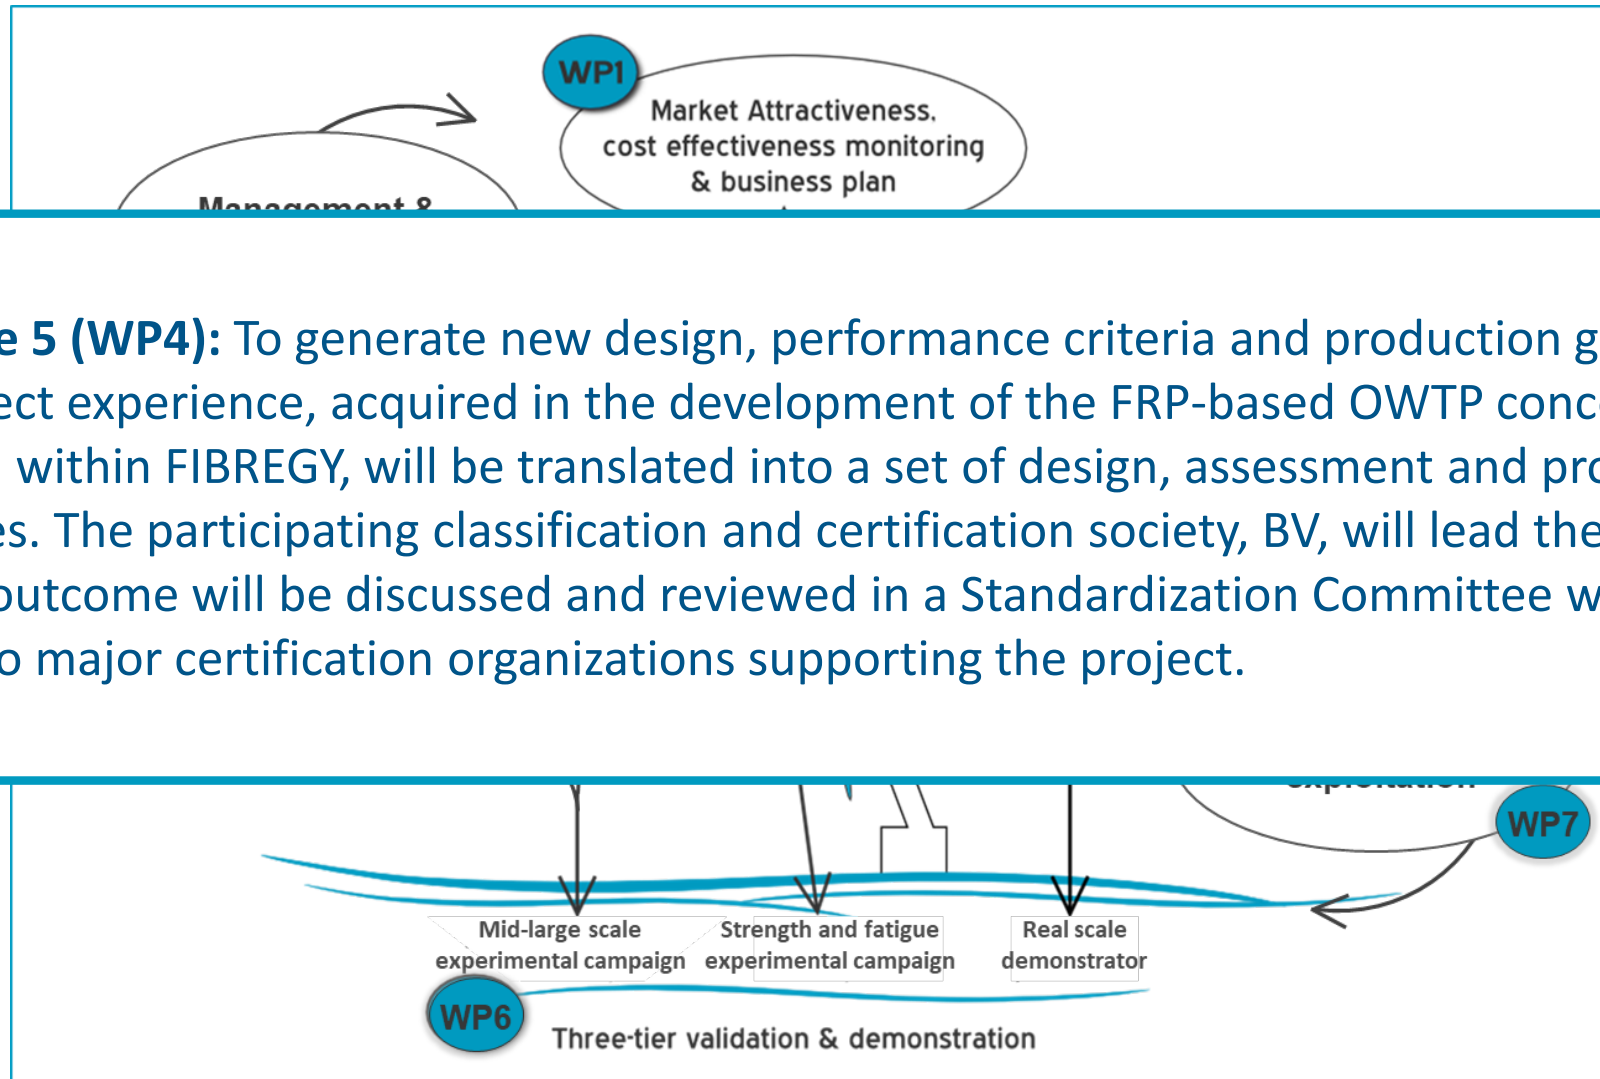 WP1
Market Attractiveness,
cost effectiveness monitoring
& business plan
Management &
e 5 (WP4): To generate new design, performance criteria and production g
ect experience, acquired in the development of the FRP-based OWTP conc
within FIBREGY, will be translated into a set of design, assessment and pro
es. The participating classification and certification society, BV, will lead the
outcome will be discussed and reviewed in a Standardization Committee w
o major certification organizations supporting the project.
exploitation
WP7
Mid-large scale
experimental campaign
Strength and fatigue
experimental campaign
Real scale
demonstrator
WP6
Three-tier validation & demonstration